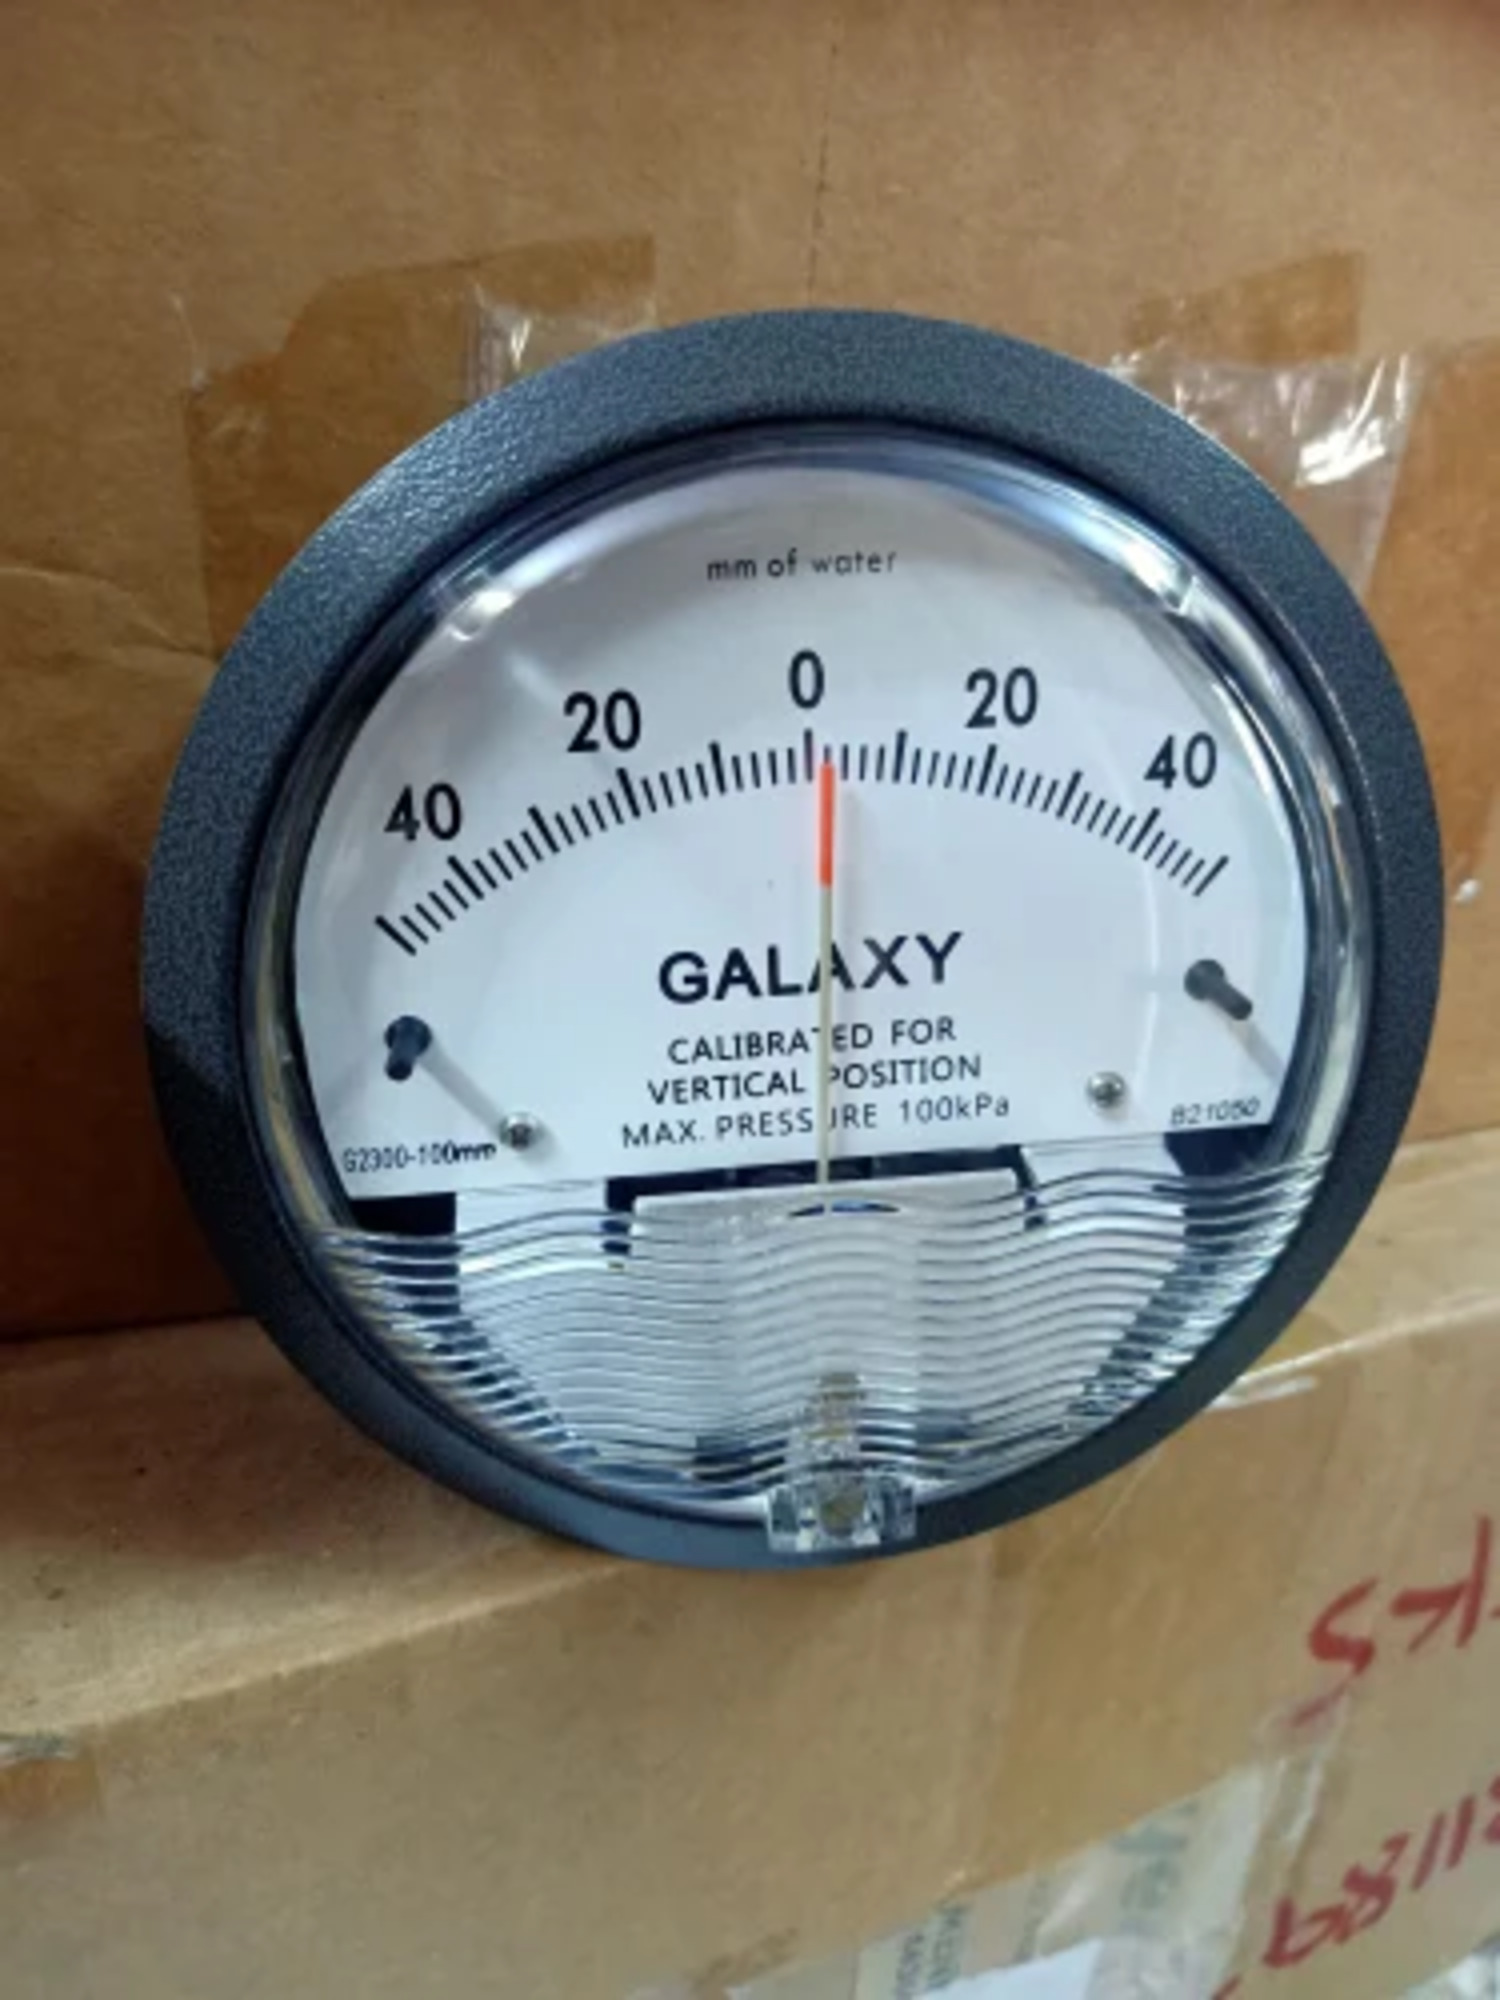 mm of water
40 20 0 20 40
GALAXY
CALIBRATED FOR
VERTICAL POSITION
MAX. PRESSURE 100kPa
G2300-100mm
B21050